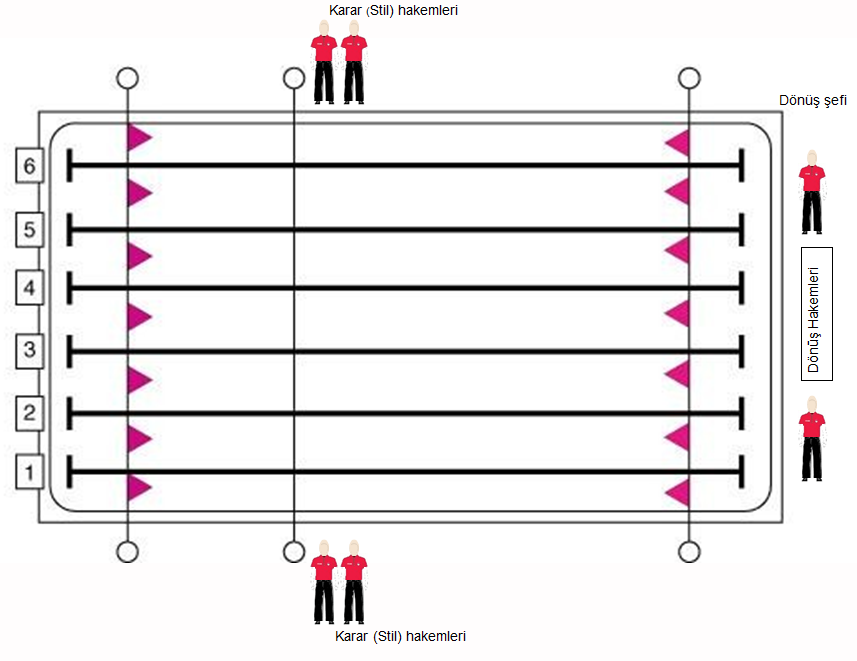 Karar (Stil) hakemleri
Dönüş şefi
6
5
4
3
2
1
Dönüş Hakemleri
Karar (Stil) hakemleri